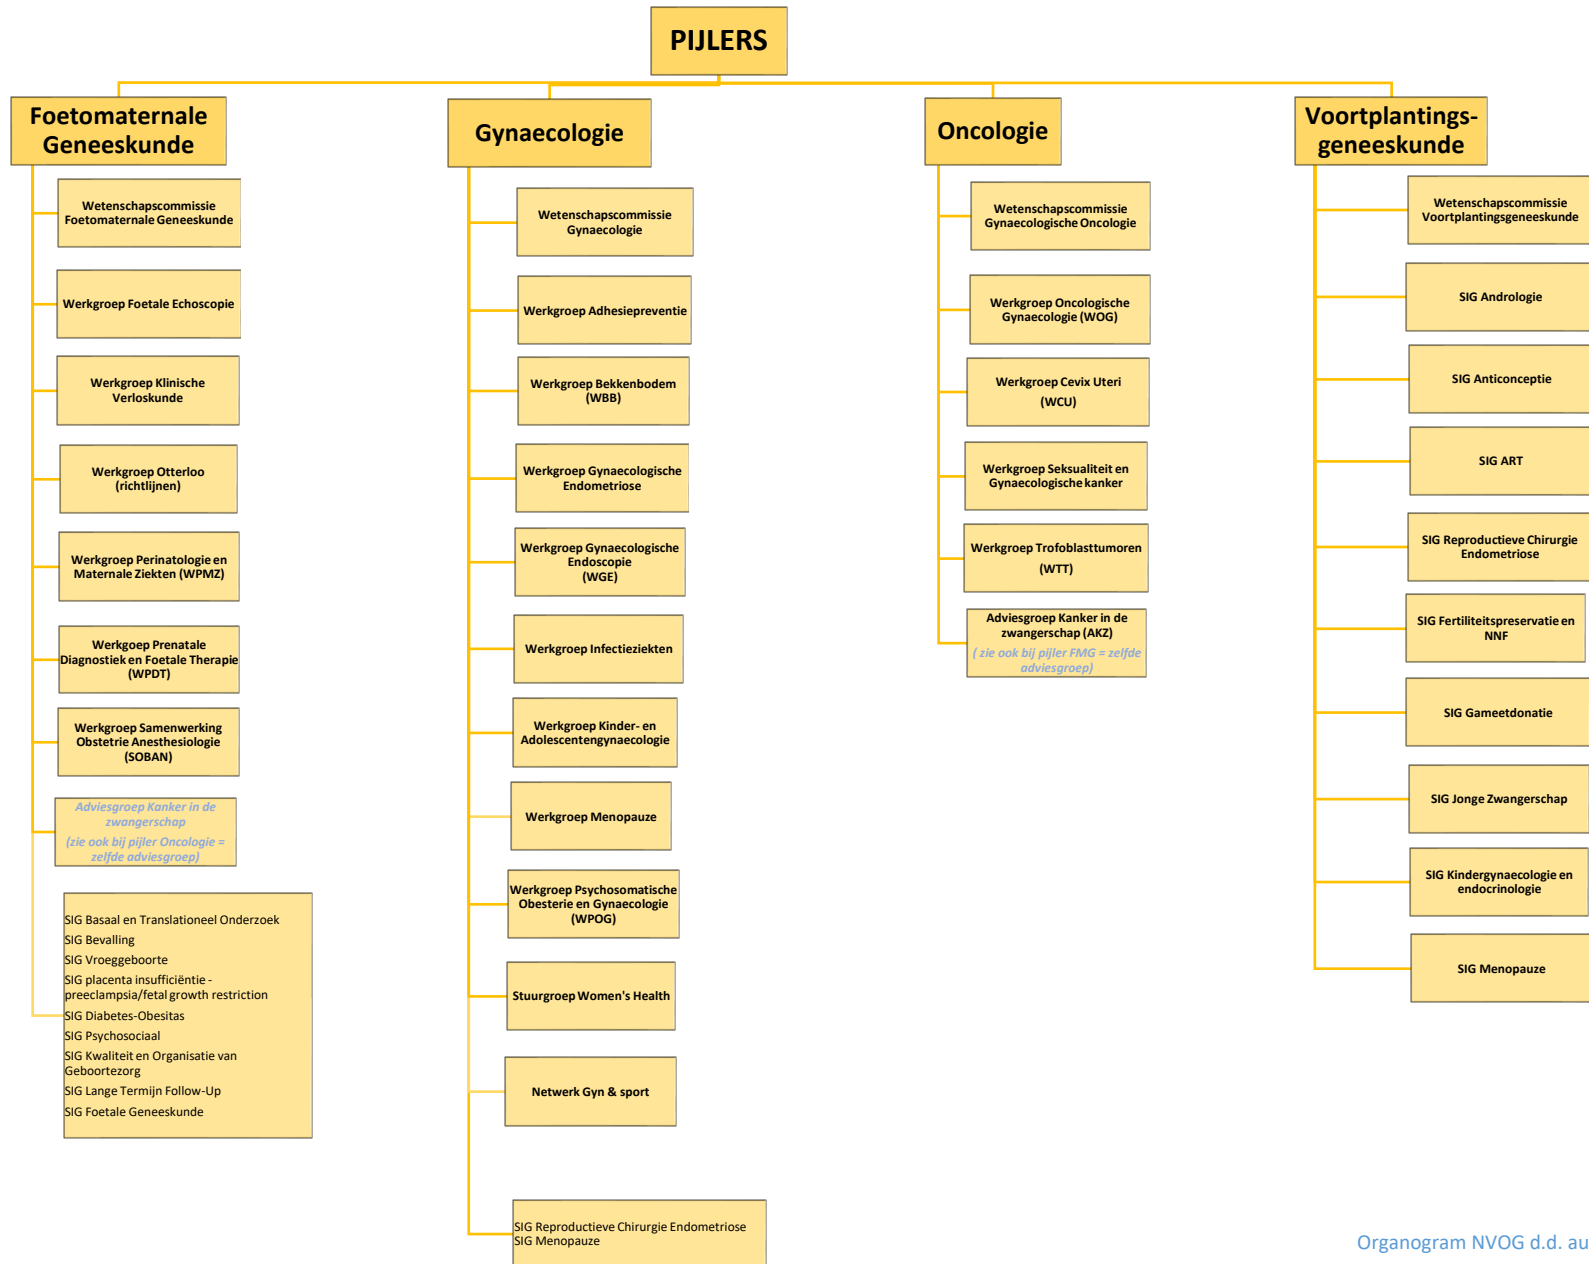 PIJLERS
Foetomaternale
Geneeskunde
Wetenschapscommissie
Foetomaternale Geneeskunde
Werkgroep Foetale Echoscopie
Werkgroep Klinische
Verloskunde
Werkgroep Otterloo
(richtlijnen)
Werkgroep Perinatologie en
Maternale Ziekten (WPMZ)
Werkgoep Prenatale
Diagnostiek en Foetale Therapie
(WPDT)
Werkgroep Samenwerking
Obstetrie Anesthesiologie
(SOBAN)
Adviesgroep Kanker in de
zwangerschap
(zie ook bij pijler Oncologie =
zelfde adviesgroep)
SIG Basaal en Translationeel Onderzoek
SIG Bevalling
SIG Vroeggeboorte
SIG placenta insufficiëntie -
preeclampsia/fetal growth restriction
SIG Diabetes-Obesitas
SIG Psychosociaal
SIG Kwaliteit en Organisatie van
Geboortezorg
SIG Lange Termijn Follow-Up
SIG Foetale Geneeskunde
Gynaecologie
Wetenschapscommissie
Gynaecologie
Werkgroep Adhesiepreventie
Werkgroep Bekkenbodem
(WBB)
Werkgroep Gynaecologische
Endometriose
Werkgroep Gynaecologische
Endoscopie
(WGE)
Werkgroep Infectieziekten
Werkgroep Kinder- en
Adolescentengynaecologie
Werkgroep Menopauze
Werkgroep Psychosomatische
Obesterie en Gynaecologie
(WPOG)
Stuurgroep Women's Health
Netwerk Gyn & sport
SIG Reproductieve Chirurgie Endometriose
SIG Menopauze
Oncologie
Wetenschapscommissie
Gynaecologische Oncologie
Werkgroep Oncologische
Gynaecologie (WOG)
Werkgroep Cevix Uteri
(WCU)
Werkgroep Seksualiteit en
Gynaecologische kanker
Werkgroep Trofoblasttumoren
(WTT)
Adviesgroep Kanker in de
zwangerschap (AKZ)
( zie ook bij pijler FMG = zelfde
adviesgroep)
Voortplantings-
geneeskunde
Wetenschapscommissie
Voortplantingsgeneeskunde
SIG Andrologie
SIG Anticonceptie
SIG ART
SIG Reproductieve Chirurgie
Endometriose
SIG Fertiliteitspreservatie en
NNF
SIG Gameetdonatie
SIG Jonge Zwangerschap
SIG Kindergynaecologie en
endocrinologie
SIG Menopauze
Organogram NVOG d.d. au